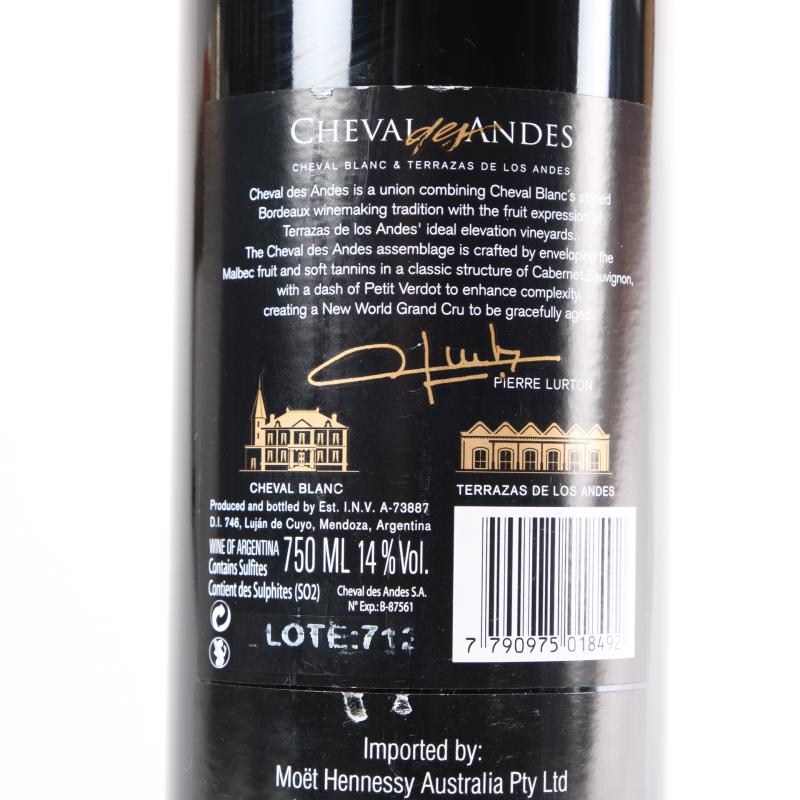 CHEVAL des ANDES
CHEVAL BLANC & TERRAZAS DE LOS ANDES
Cheval des Andes is a union combining Cheval Blanc's storied
Bordeaux winemaking tradition with the fruit expression of
Terrazas de los Andes' ideal elevation vineyards.
The Cheval des Andes assemblage is crafted by enveloping the
Malbec fruit and soft tannins in a classic structure of Cabernet Sauvignon,
with a dash of Petit Verdot to enhance complexity,
creating a New World Grand Cru to be gracefully aged.
PIERRE LURTON
CHEVAL BLANC
TERRAZAS DE LOS ANDES
Produced and bottled by Est. I.N.V. A-73887
D.I. 746, Luján de Cuyo, Mendoza, Argentina
WINE OF ARGENTINA 750 ML 14 % Vol.
Contains Sulfites
Contient des Sulphites (SO2)
Cheval des Andes S.A.
N° Exp.: B-87561
LOTE:712
7 790975 018492
Imported by:
Moët Hennessy Australia Pty Ltd